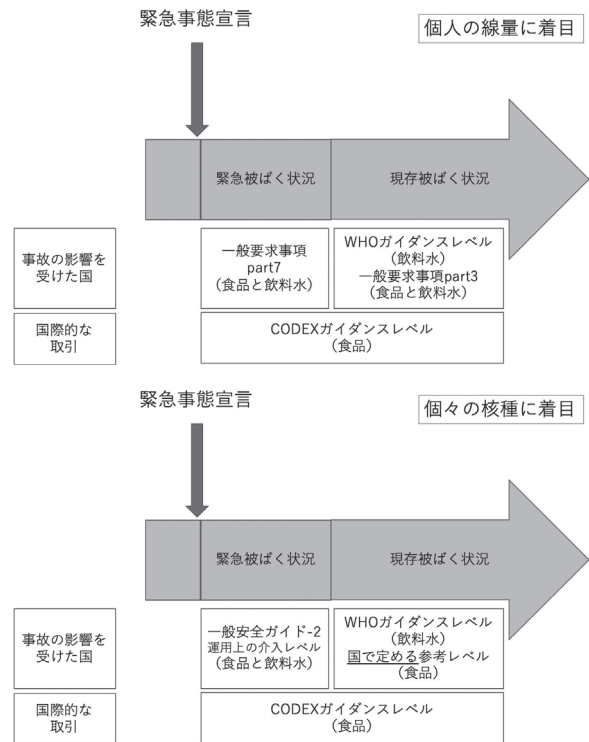 緊急事態宣言
個人の線量に着目
緊急被ばく状況
現存被ばく状況
事故の影響を
受けた国
一般要求事項
part7
(食品と飲料水)
WHOガイダンスレベル
(飲料水)
一般要求事項part3
(食品と飲料水)
国際的な
取引
CODEXガイダンスレベル
(食品)
緊急事態宣言
個々の核種に着目
緊急被ばく状況
現存被ばく状況
事故の影響を
受けた国
一般安全ガイド-2
運用上の介入レベル
(食品と飲料水)
WHOガイダンスレベル
(飲料水)
国で定める参考レベル
(食品)
国際的な
取引
CODEXガイダンスレベル
(食品)